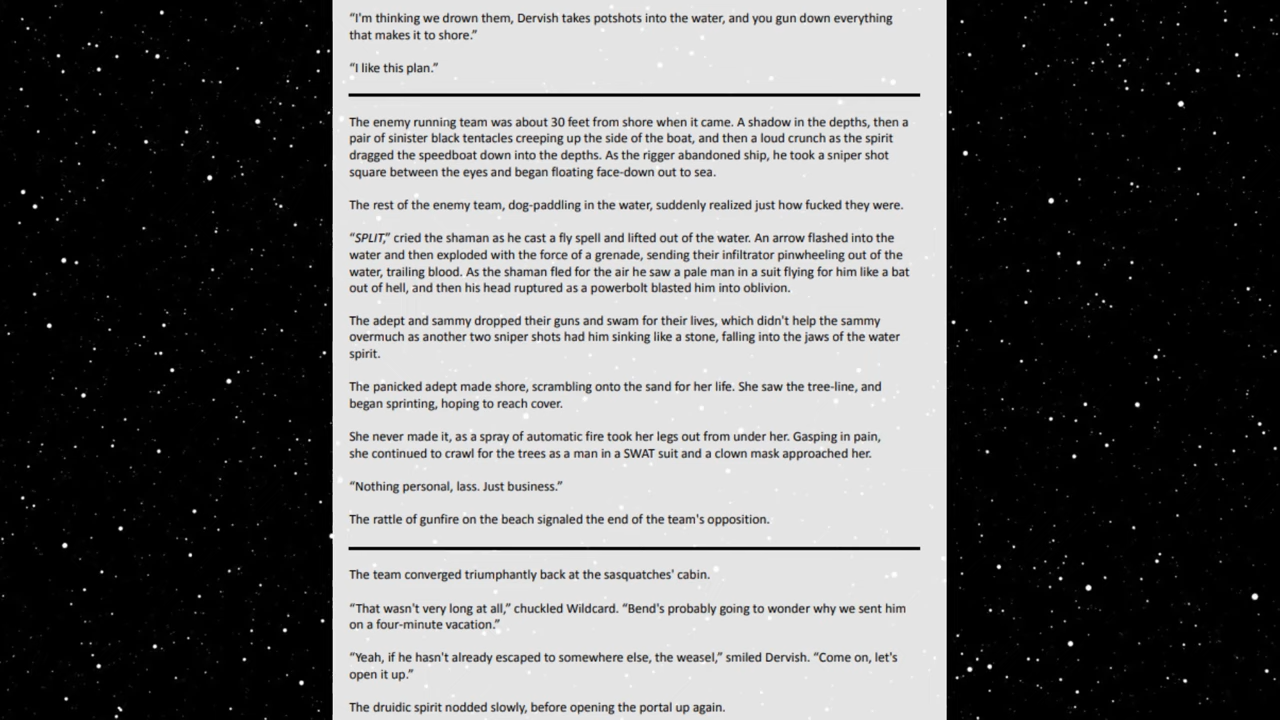 “I'm thinking we drown them, Dervish takes potshots into the water, and you gun down everything
that makes it to shore.”
“I like this plan.”
The enemy running team was about 30 feet from shore when it came. A shadow in the depths, then a
pair of sinister black tentacles creeping up the side of the boat, and then a loud crunch as the spirit
dragged the speedboat down into the depths. As the rigger abandoned ship, he took a sniper shot
square between the eyes and began floating face-down out to sea.
The rest of the enemy team, dog-paddling in the water, suddenly realized just how fucked they were.
“SPLIT,” cried the shaman as he cast a fly spell and lifted out of the water. An arrow flashed into the
water and then exploded with the force of a grenade, sending their infiltrator pinwheeling out of the
water, trailing blood. As the shaman fled for the air he saw a pale man in a suit flying for him like a bat
out of hell, and then his head ruptured as a powerbolt blasted him into oblivion.
The adept and sammy dropped their guns and swam for their lives, which didn't help the sammy
overmuch as another two sniper shots had him sinking like a stone, falling into the jaws of the water
spirit.
The panicked adept made shore, scrambling onto the sand for her life. She saw the tree-line, and
began sprinting, hoping to reach cover.
She never made it, as a spray of automatic fire took her legs out from under her. Gasping in pain,
she continued to crawl for the trees as a man in a SWAT suit and a clown mask approached her.
“Nothing personal, lass. Just business.”
The rattle of gunfire on the beach signaled the end of the team's opposition.
The team converged triumphantly back at the sasquatches' cabin.
“That wasn't very long at all,” chuckled Wildcard. “Bend's probably going to wonder why we sent him
on a four-minute vacation.”
“Yeah, if he hasn't already escaped to somewhere else, the weasel,” smiled Dervish. “Come on, let's
open it up.”
The druidic spirit nodded slowly, before opening the portal up again.